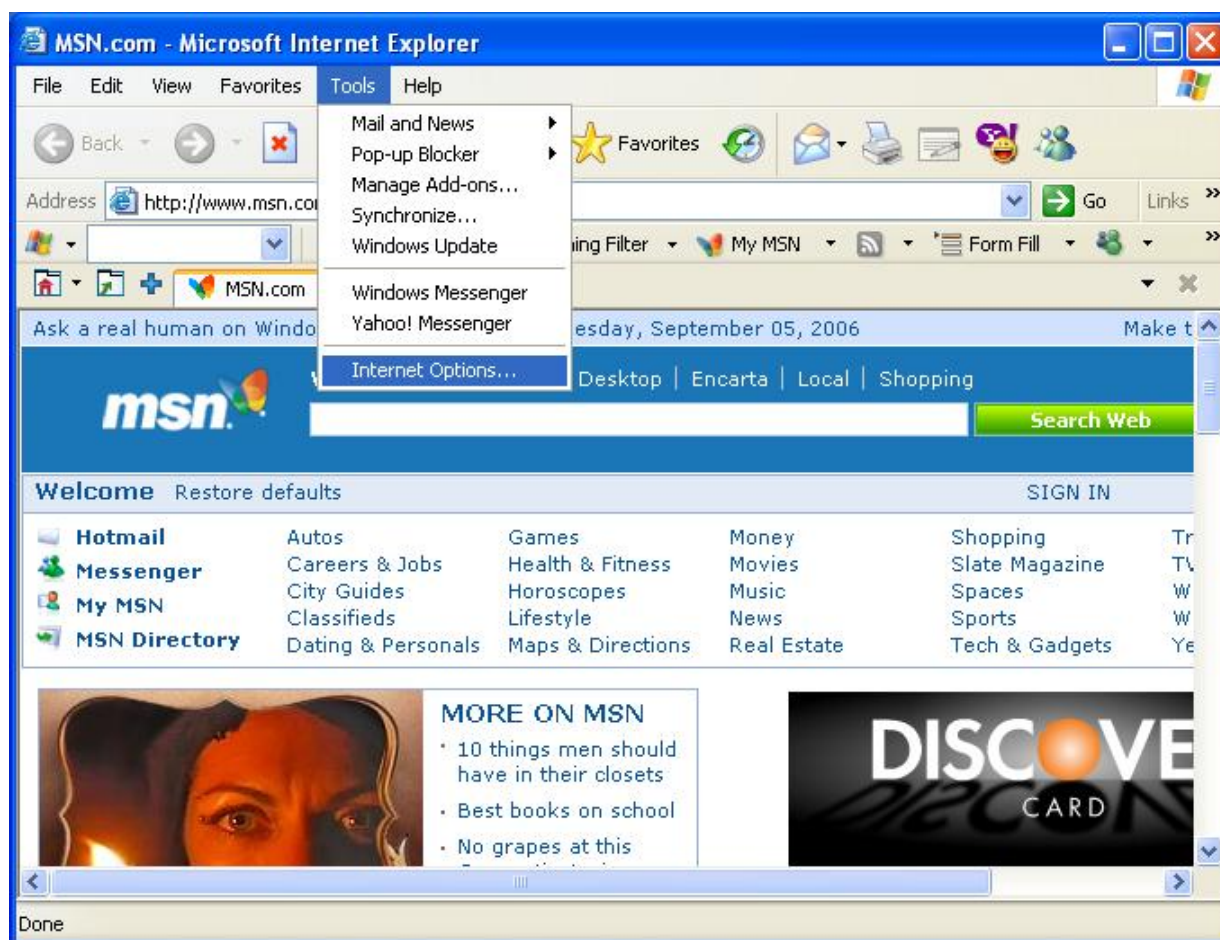 MSN.com - Microsoft Internet Explorer
File Edit View Favorites Tools Help
Back Favorites
Address http://www.msn.co Go Links »
ing Filter My MSN Form Fill »
MSN.com
Mail and News
Pop-up Blocker
Manage Add-ons...
Synchronize...
Windows Update
Windows Messenger
Yahoo! Messenger
Internet Options...
Ask a real human on Windo esday, September 05, 2006 Make t
msn
Desktop | Encarta | Local | Shopping
Search Web
Welcome Restore defaults SIGN IN
Hotmail Autos Games Money Shopping Tr
Messenger Careers & Jobs Health & Fitness Movies Slate Magazine TV
My MSN City Guides Horoscopes Music Spaces W
Classifieds Lifestyle News Sports W
MSN Directory Dating & Personals Maps & Directions Real Estate Tech & Gadgets Ye
MORE ON MSN
10 things men should
have in their closets
Best books on school
No grapes at this
DISCOVE
CARD
Done